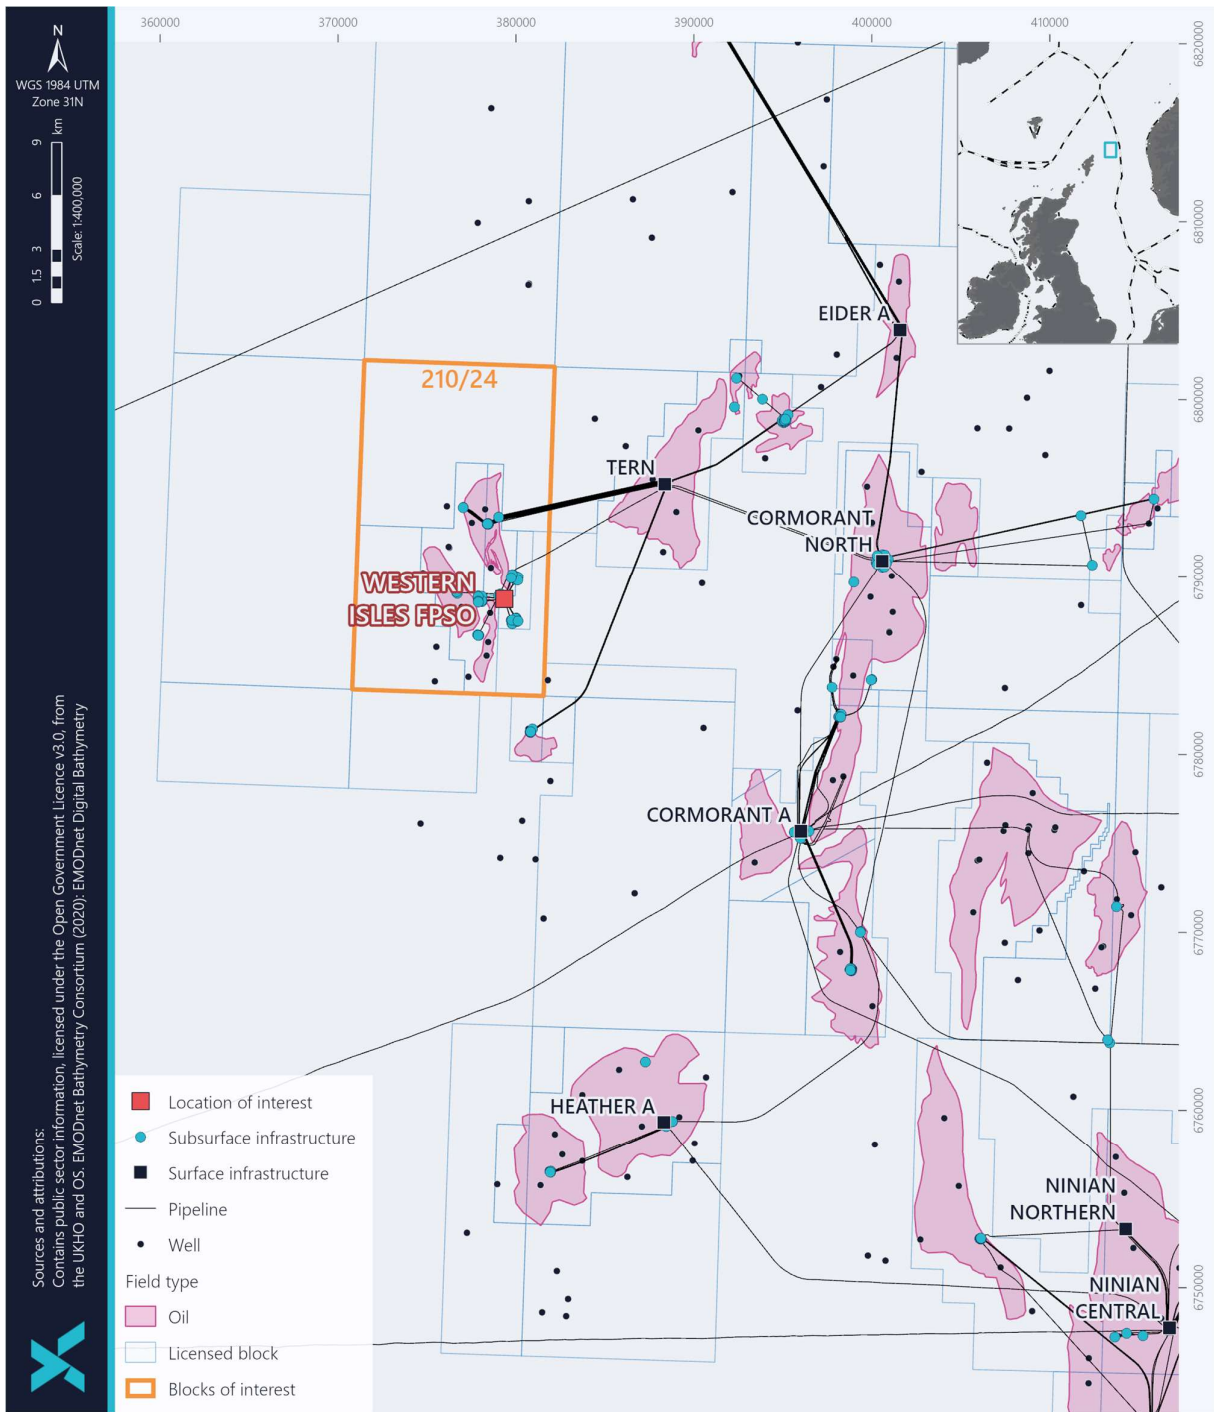 360000
370000
380000
390000
400000
410000
N
WGS 1984 UTM
Zone 31N
km
9
6
3
1.5
0
Scale: 1:400,000
6820000
6810000
6800000
6790000
6780000
6770000
6760000
6750000
EIDER A
210/24
TERN
CORMORANT
NORTH
WESTERN
ISLES FPSO
CORMORANT A
HEATHER A
NINIAN
NORTHERN
NINIAN
CENTRAL
Location of interest
Subsurface infrastructure
Surface infrastructure
Pipeline
Well
Field type
Oil
Licensed block
Blocks of interest
Sources and attributions:
Contains public sector information, licensed under the Open Government Licence v3.0, from
the UKHO and OS. EMODnet Bathymetry Consortium (2020): EMODnet Digital Bathymetry